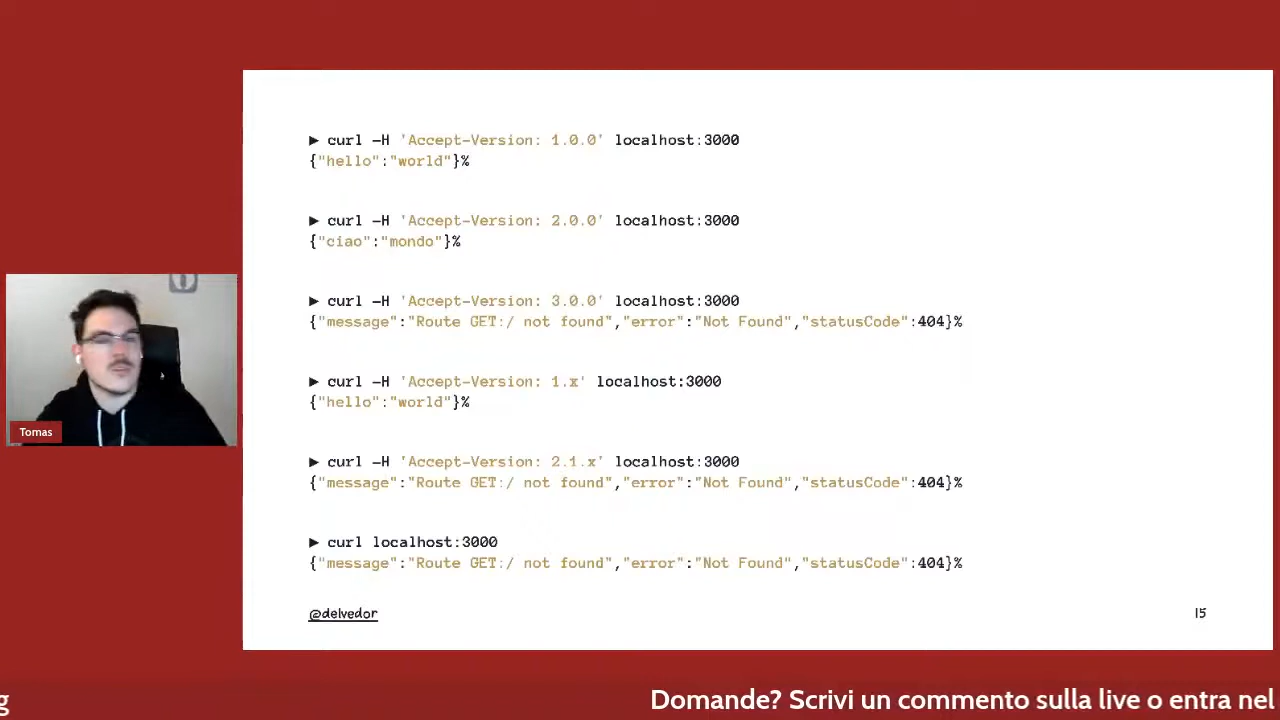 ▶ curl -H 'Accept-Version: 1.0.0' localhost:3000
{"hello":"world"}%
▶ curl -H 'Accept-Version: 2.0.0' localhost:3000
{"ciao":"mondo"}%
▶ curl -H 'Accept-Version: 3.0.0' localhost:3000
{"message":"Route GET:/ not found","error":"Not Found","statusCode":404}%
▶ curl -H 'Accept-Version: 1.x' localhost:3000
{"hello":"world"}%
▶ curl -H 'Accept-Version: 2.1.x' localhost:3000
{"message":"Route GET:/ not found","error":"Not Found","statusCode":404}%
▶ curl localhost:3000
{"message":"Route GET:/ not found","error":"Not Found","statusCode":404}%
@delvedor
15
Tomas
g
Domande? Scrivi un commento sulla live o entra nel